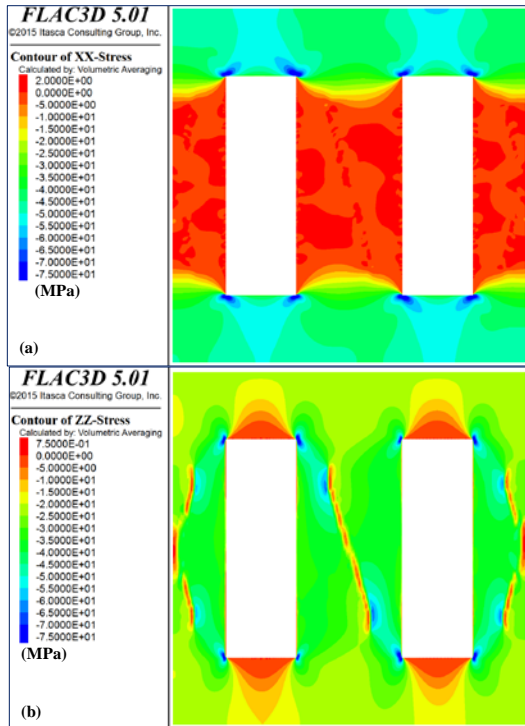 FLAC3D 5.01
©2015 Itasca Consulting Group, Inc.
Contour of XX-Stress
Calculated by: Volumetric Averaging
2.0000E+00
0.0000E+00
-5.0000E+00
-1.0000E+01
-1.5000E+01
-2.0000E+01
-2.5000E+01
-3.0000E+01
-3.5000E+01
-4.0000E+01
-4.5000E+01
-5.0000E+01
-5.5000E+01
-6.0000E+01
-6.5000E+01
-7.0000E+01
-7.5000E+01
(MPa)
(a)
FLAC3D 5.01
©2015 Itasca Consulting Group, Inc.
Contour of ZZ-Stress
Calculated by: Volumetric Averaging
7.5000E-01
0.0000E+00
-5.0000E+00
-1.0000E+01
-1.5000E+01
-2.0000E+01
-2.5000E+01
-3.0000E+01
-3.5000E+01
-4.0000E+01
-4.5000E+01
-5.0000E+01
-5.5000E+01
-6.0000E+01
-6.5000E+01
-7.0000E+01
-7.5000E+01
(MPa)
(b)